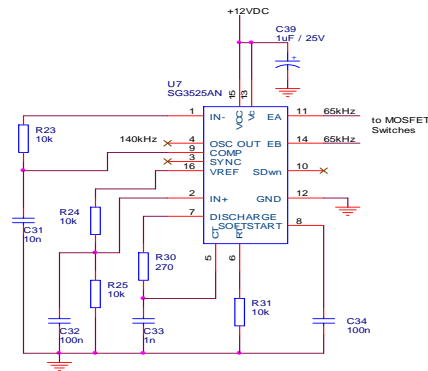 +12VDC
C39
1uF / 25V
+
U7
SG3525AN
15
13
VCC
Vc
1
IN-
EA
11
65kHz
to MOSFET
Switches
R23
10k
140kHz
4
OSC OUT
EB
14
65kHz
9
COMP
3
SYNC
16
VREF
SDwn
10
2
IN+
GND
12
7
DISCHARGE
SOFTSTART
8
CT
RT
5
6
C31
10n
R24
10k
R30
270
R25
10k
R31
10k
C32
100n
C33
1n
C34
100n